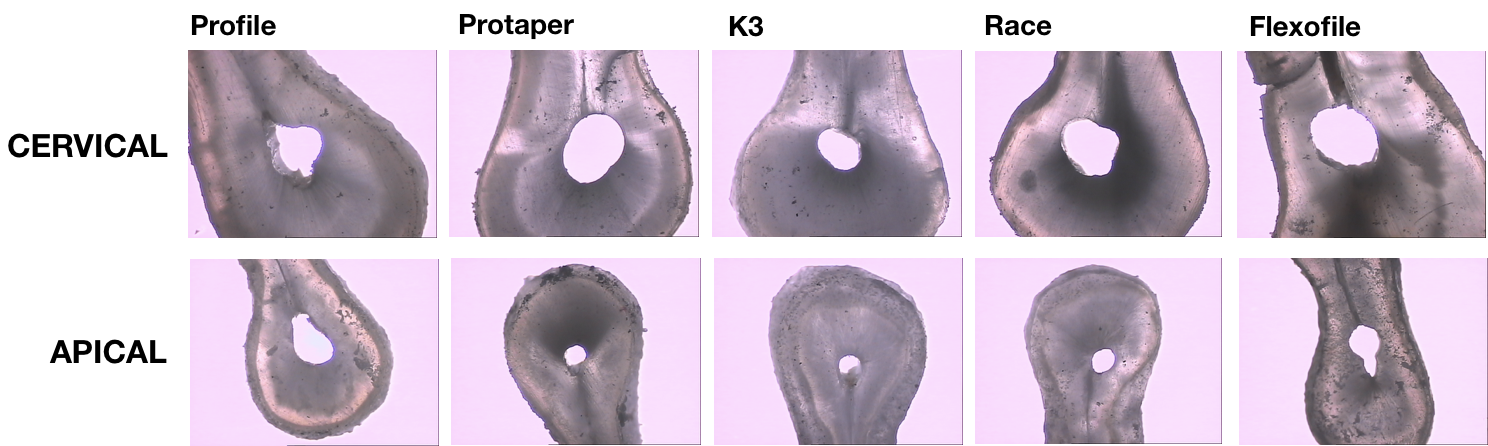 Profile Protaper K3 Race Flexofile
CERVICAL
APICAL